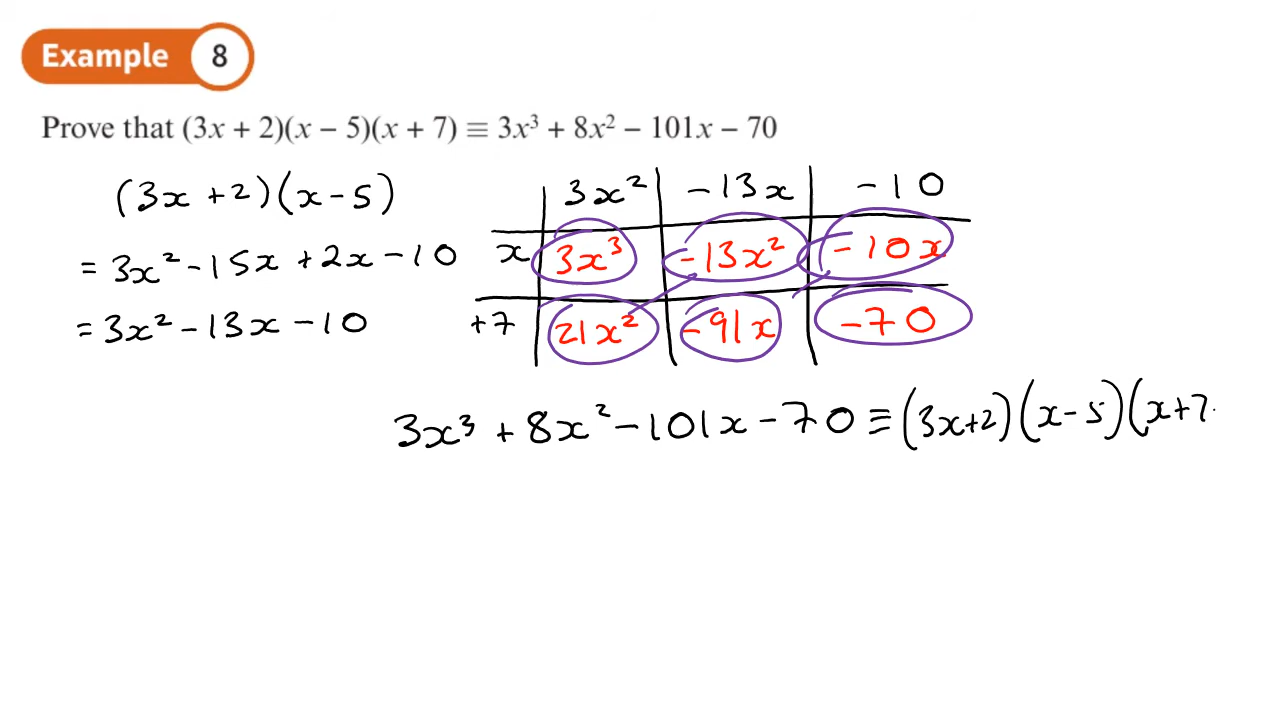 Example 8
Prove that (3x + 2)(x − 5)(x + 7) ≡ 3x³ + 8x² − 101x − 70
(3x + 2)(x − 5)
= 3x² − 15x + 2x − 10
= 3x² − 13x − 10
3x² −13x −10
x 3x³ −13x² −10x
+7 21x² −91x −70
3x³ + 8x² − 101x − 70 ≡ (3x+2)(x−5)(x+7